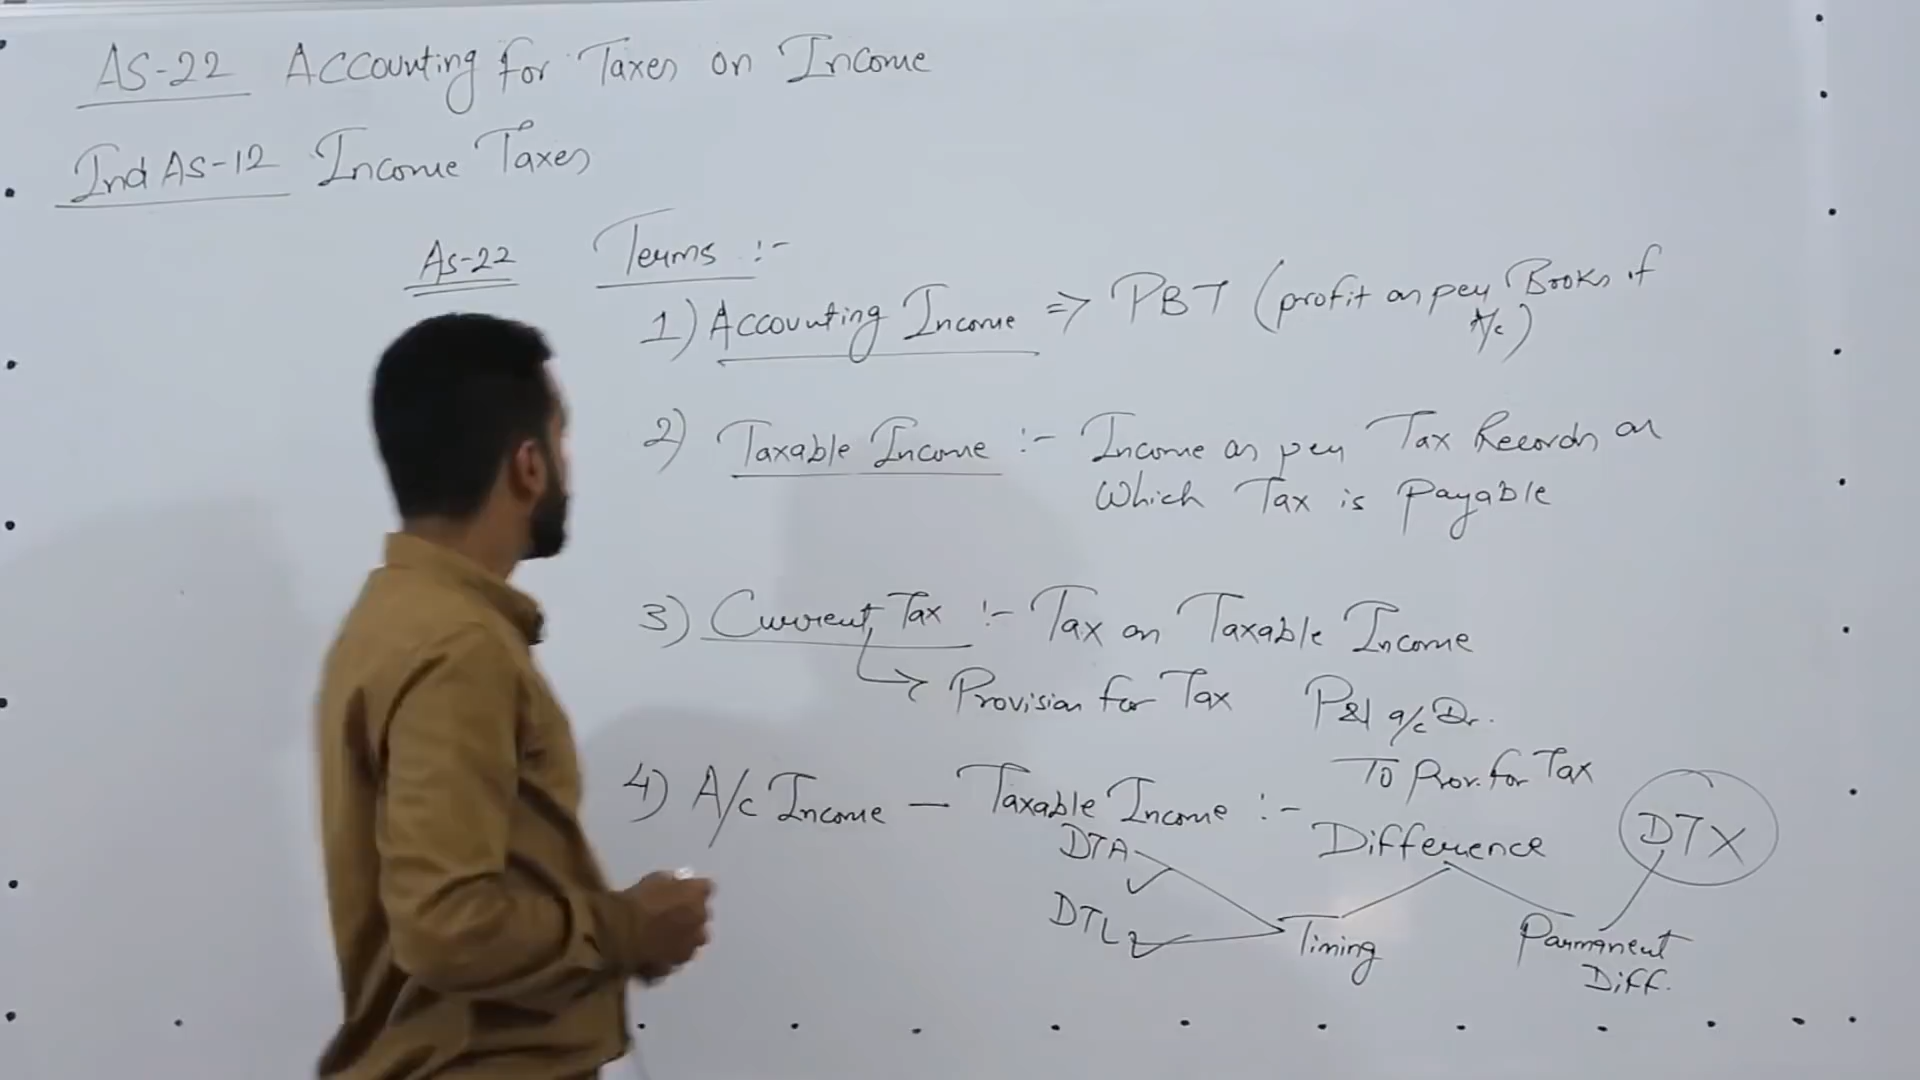 AS-22 Accounting for Taxes on Income
Ind AS-12 Income Taxes
AS-22 Terms :-
1) Accounting Income => PBT (profit as per Books if
A/c)
2) Taxable Income :- Income as per Tax Records on
Which Tax is Payable
3) Current Tax :- Tax on Taxable Income
Provision for Tax P&l a/c Dr.
To Prov. for Tax
4) A/c Income — Taxable Income :-
Difference
DTX
DTA
DTL
Timing
Parmanent
Diff.